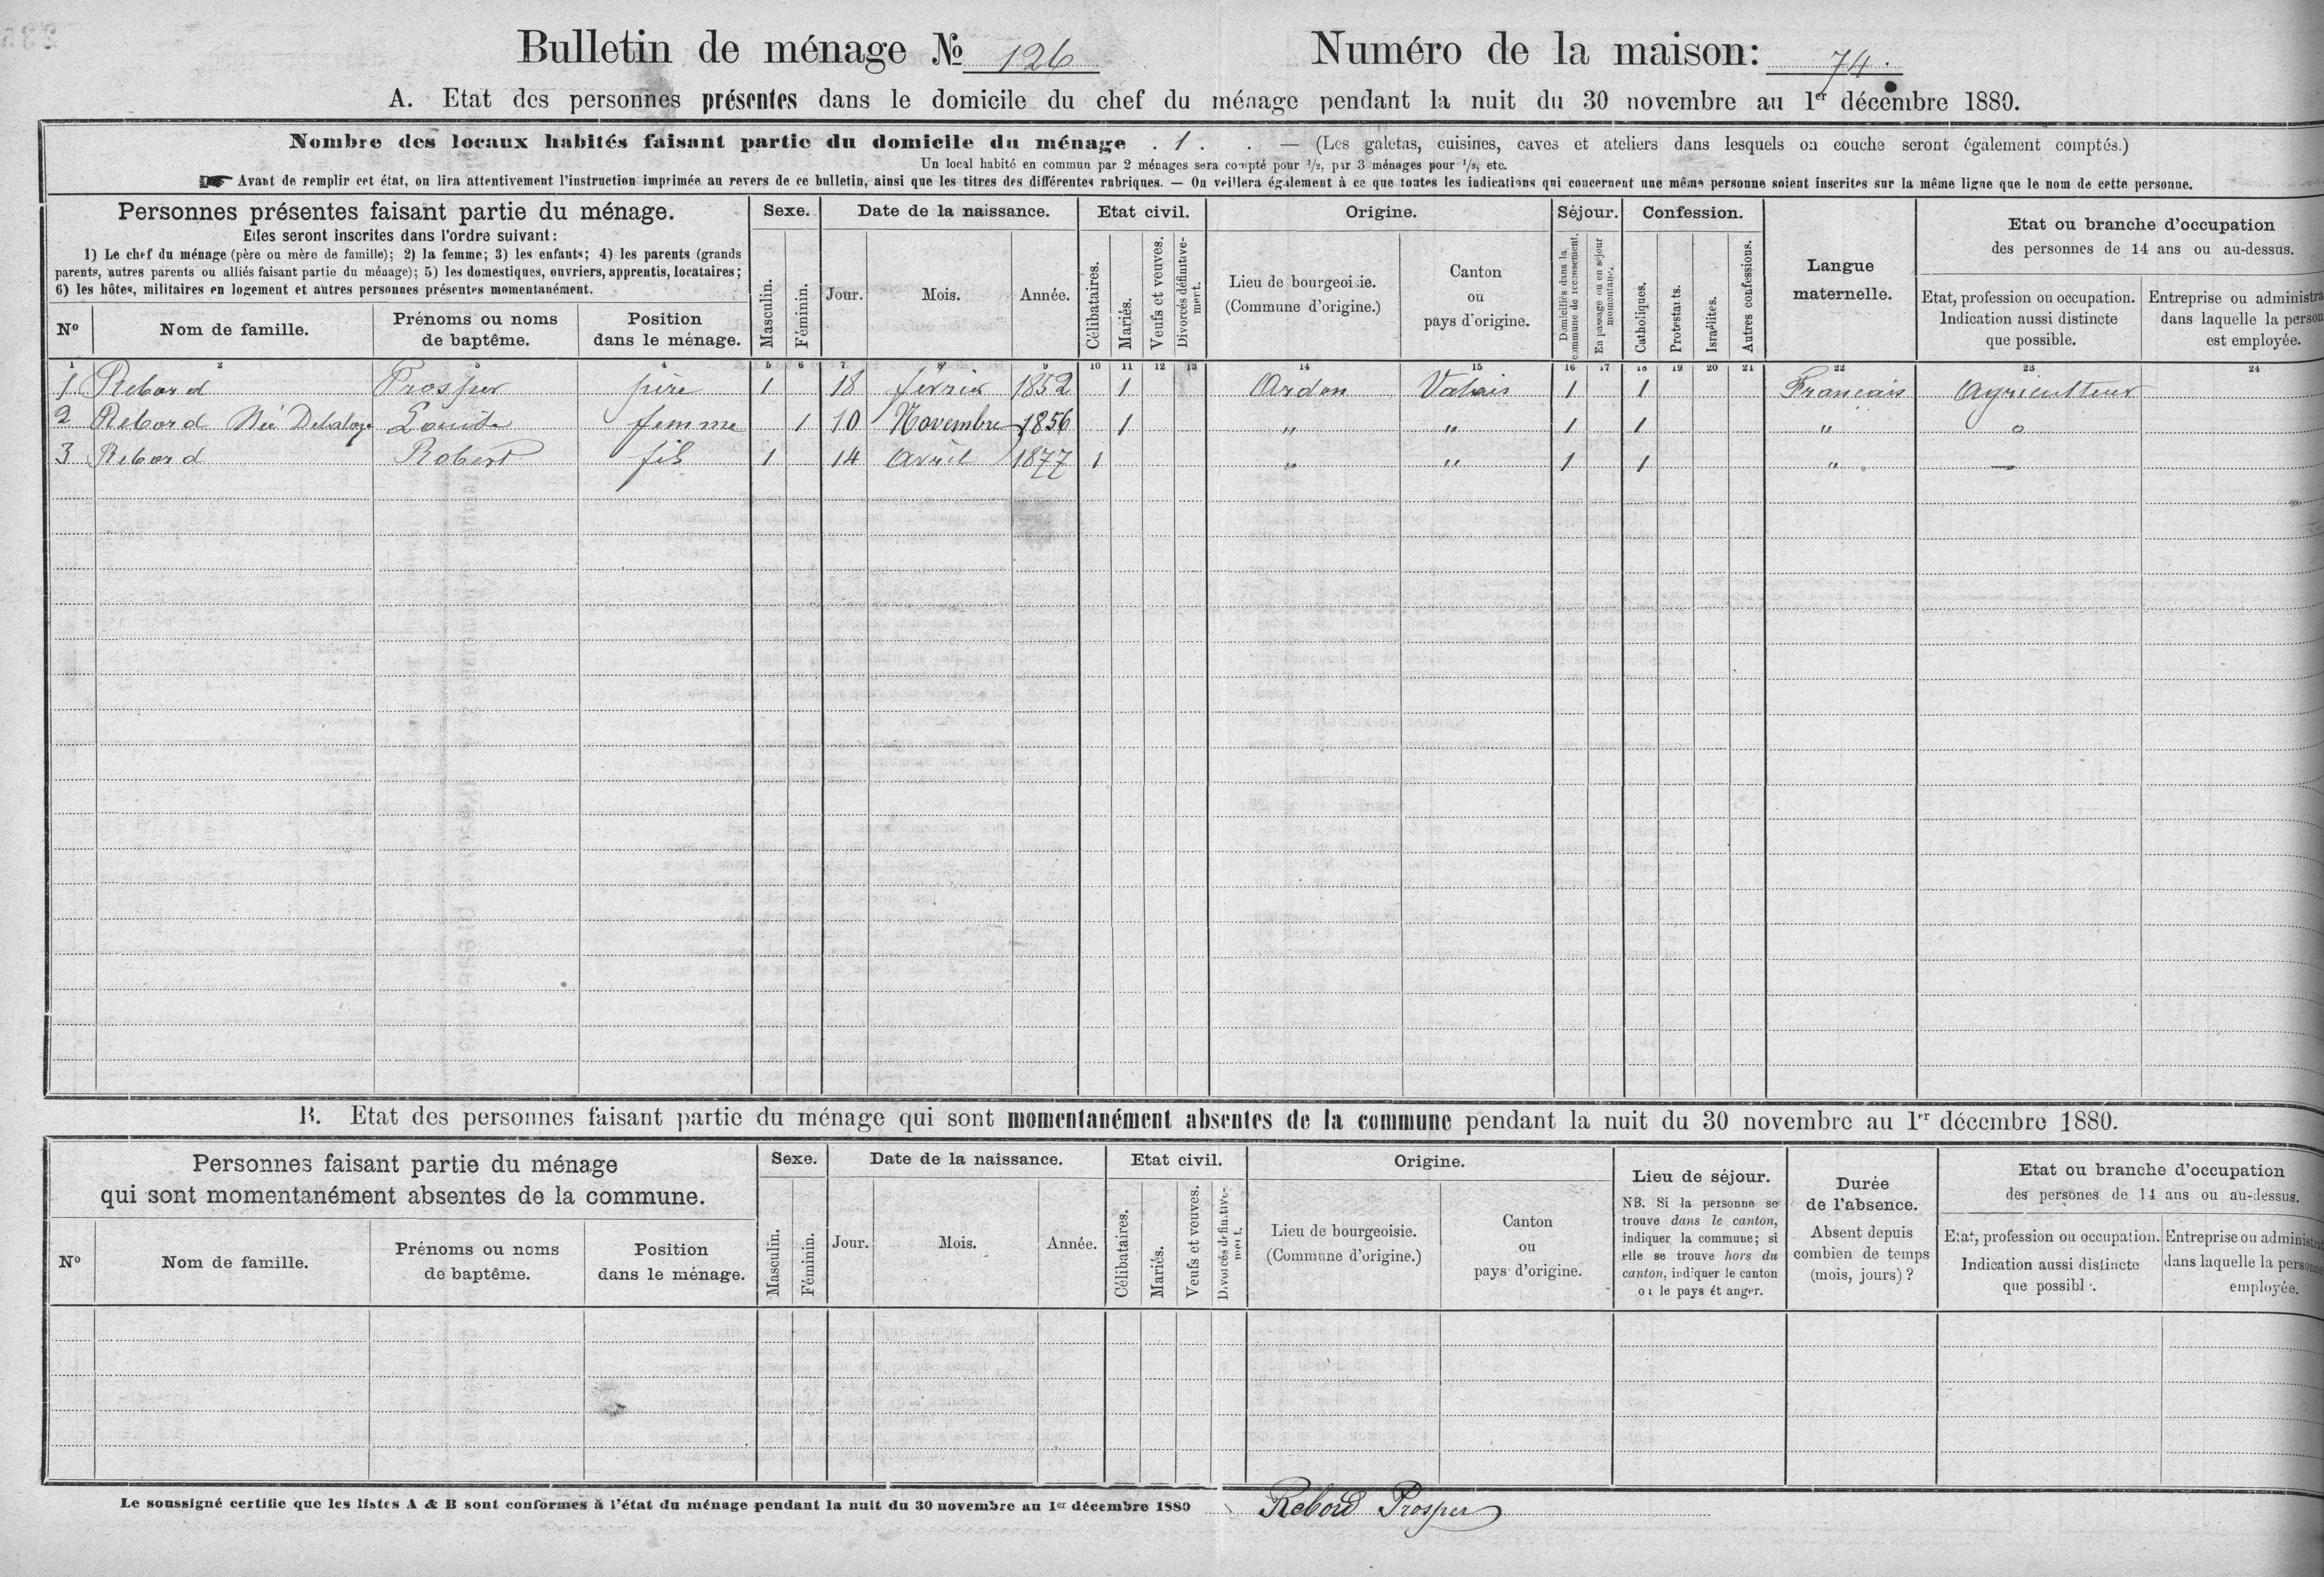 Bulletin de ménage № 126
Numéro de la maison: 74.
A. Etat des personnes présentes dans le domicile du chef du ménage pendant la nuit du 30 novembre au 1er décembre 1880.
Nombre des locaux habités faisant partie du domicile du ménage . 1 . . — (Les galetas, cuisines, caves et ateliers dans lesquels on couche seront également comptés.)
Un local habité en commun par 2 ménages sera compté pour 1/2, par 3 ménages pour 1/3, etc.
Avant de remplir cet état, on lira attentivement l'instruction imprimée au revers de ce bulletin, ainsi que les titres des différentes rubriques. — On veillera également à ce que toutes les indications qui concernent une même personne soient inscrites sur la même ligne que le nom de cette personne.
Personnes présentes faisant partie du ménage.
Elles seront inscrites dans l'ordre suivant:
1) Le chef du ménage (père ou mère de famille); 2) la femme; 3) les enfants; 4) les parents (grands
parents, autres parents ou alliés faisant partie du ménage); 5) les domestiques, ouvriers, apprentis, locataires;
6) les hôtes, militaires en logement et autres personnes présentes momentanément.
Nº
Nom de famille.
Prénoms ou noms
de baptême.
Position
dans le ménage.
Sexe.
Masculin.
Féminin.
Date de la naissance.
Jour.
Mois.
Année.
Etat civil.
Célibataires.
Mariés.
Veufs et veuves.
Divorcés définitive-
ment.
Origine.
Lieu de bourgeoisie.
(Commune d'origine.)
Canton
ou
pays d'origine.
Séjour.
Domiciliés dans la
commune de recensement.
En passage ou en séjour
momentané.
Confession.
Catholiques.
Protestants.
Israélites.
Autres confessions.
Langue
maternelle.
Etat ou branche d'occupation
des personnes de 14 ans ou au-dessus.
Etat, profession ou occupation.
Indication aussi distincte
que possible.
Entreprise ou administra
dans laquelle la person
est employée.
1 2 3 4 5 6 7 8 9 10 11 12 13 14 15 16 17 18 19 20 21 22 23 24
1 Rebord Prosper père 1 18 février 1852 1 Ardon Valais 1 1 Francais Agriculteur
2 Rebord Née Delaloye Louise femme 1 10 Novembre 1856 1 " " 1 1 " "
3 Rebord Robert fils 1 14 Avril 1877 1 " " 1 1 " —
B. Etat des personnes faisant partie du ménage qui sont momentanément absentes de la commune pendant la nuit du 30 novembre au 1er décembre 1880.
Personnes faisant partie du ménage
qui sont momentanément absentes de la commune.
Nº
Nom de famille.
Prénoms ou noms
de baptême.
Position
dans le ménage.
Sexe.
Masculin.
Féminin.
Date de la naissance.
Jour.
Mois.
Année.
Etat civil.
Célibataires.
Mariés.
Veufs et veuves.
Divorcés définitive-
ment.
Origine.
Lieu de bourgeoisie.
(Commune d'origine.)
Canton
ou
pays d'origine.
Lieu de séjour.
NB. Si la personne se
trouve dans le canton,
indiquer la commune; si
elle se trouve hors du
canton, indiquer le canton
ou le pays étranger.
Durée
de l'absence.
Absent depuis
combien de temps
(mois, jours) ?
Etat ou branche d'occupation
des persones de 14 ans ou au-dessus.
Etat, profession ou occupation.
Indication aussi distincte
que possible.
Entreprise ou administrat
dans laquelle la personne
employée.
Le soussigné certifie que les listes A & B sont conformes à l'état du ménage pendant la nuit du 30 novembre au 1er décembre 1880
Rebord Prosper